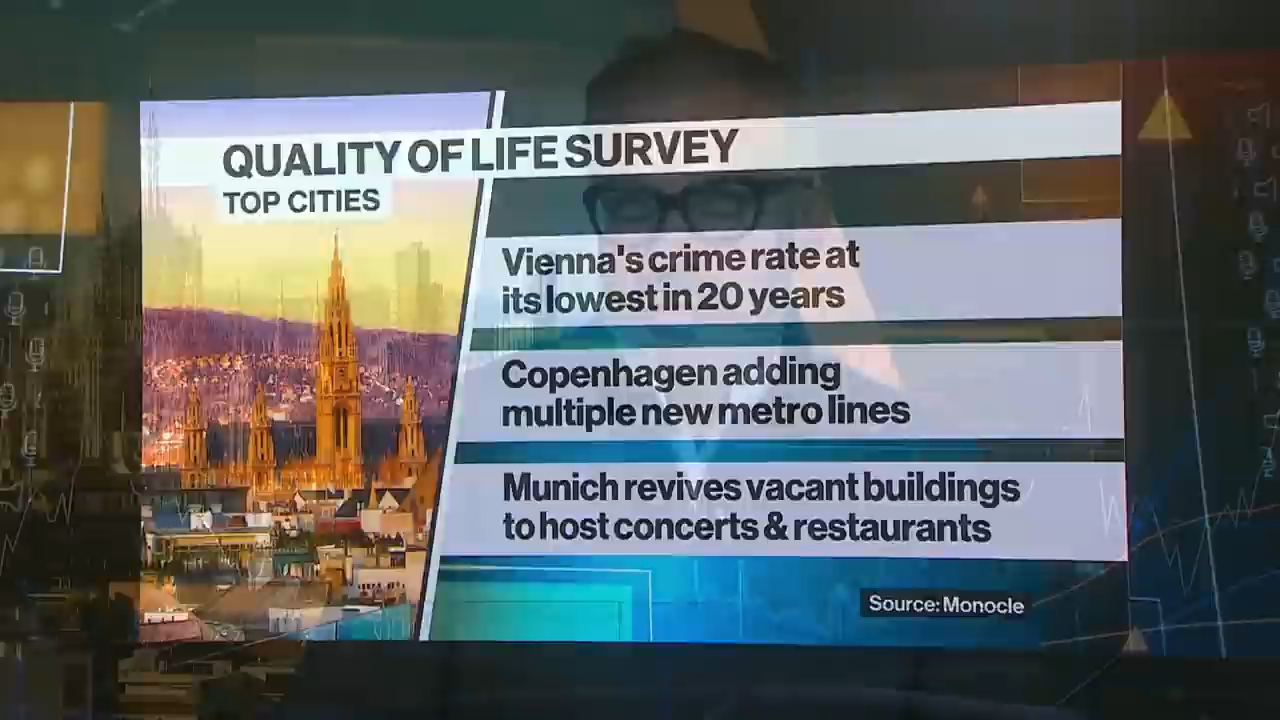 QUALITY OF LIFE SURVEY
TOP CITIES
Vienna's crime rate at
its lowest in 20 years
Copenhagen adding
multiple new metro lines
Munich revives vacant buildings
to host concerts & restaurants
Source: Monocle